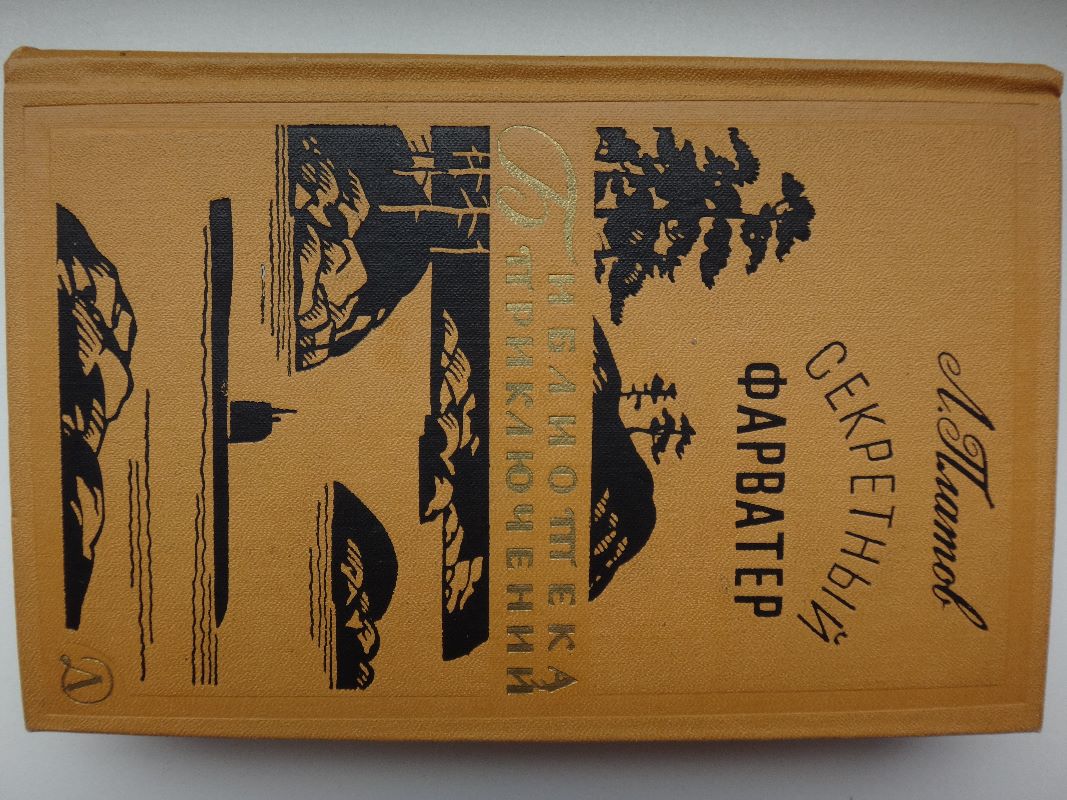 Л. Платов
СЕКРЕТНЫЙ
ФАРВАТЕР
БИБЛИОТЕКА
ПРИКЛЮЧЕНИЙ
Д